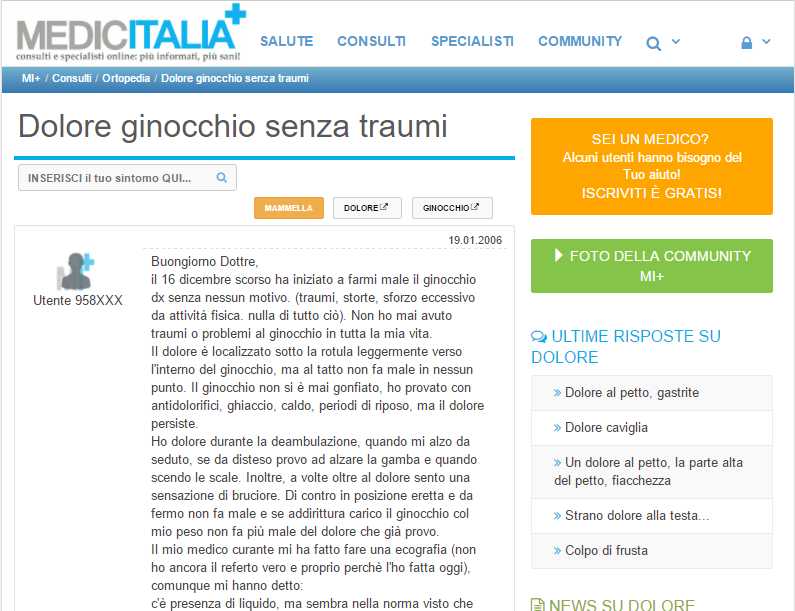 MEDICITALIA
consulti e specialisti online: più informati, più sani!
SALUTE CONSULTI SPECIALISTI COMMUNITY
MI+ / Consulti / Ortopedia / Dolore ginocchio senza traumi
Dolore ginocchio senza traumi
INSERISCI il tuo sintomo QUI...
MAMMELLA DOLORE GINOCCHIO
19.01.2006
Utente 958XXX
Buongiorno Dottre,
il 16 dicembre scorso ha iniziato a farmi male il ginocchio
dx senza nessun motivo. (traumi, storte, sforzo eccessivo
da attività fisica. nulla di tutto ciò). Non ho mai avuto
traumi o problemi al ginocchio in tutta la mia vita.
Il dolore è localizzato sotto la rotula leggermente verso
l'interno del ginocchio, ma al tatto non fa male in nessun
punto. Il ginocchio non si è mai gonfiato, ho provato con
antidolorifici, ghiaccio, caldo, periodi di riposo, ma il dolore
persiste.
Ho dolore durante la deambulazione, quando mi alzo da
seduto, se da disteso provo ad alzare la gamba e quando
scendo le scale. Inoltre, a volte oltre al dolore sento una
sensazione di bruciore. Di contro in posizione eretta e da
fermo non fa male e se addirittura carico il ginocchio col
mio peso non fa più male del dolore che già provo.
Il mio medico curante mi ha fatto fare una ecografia (non
ho ancora il referto vero e proprio perchè l'ho fatta oggi),
comunque mi hanno detto:
c'è presenza di liquido, ma sembra nella norma visto che
SEI UN MEDICO?
Alcuni utenti hanno bisogno del
Tuo aiuto!
ISCRIVITI È GRATIS!
FOTO DELLA COMMUNITY
MI+
ULTIME RISPOSTE SU
DOLORE
» Dolore al petto, gastrite
» Dolore caviglia
» Un dolore al petto, la parte alta
del petto, fiacchezza
» Strano dolore alla testa...
» Colpo di frusta
NEWS SU DOLORE